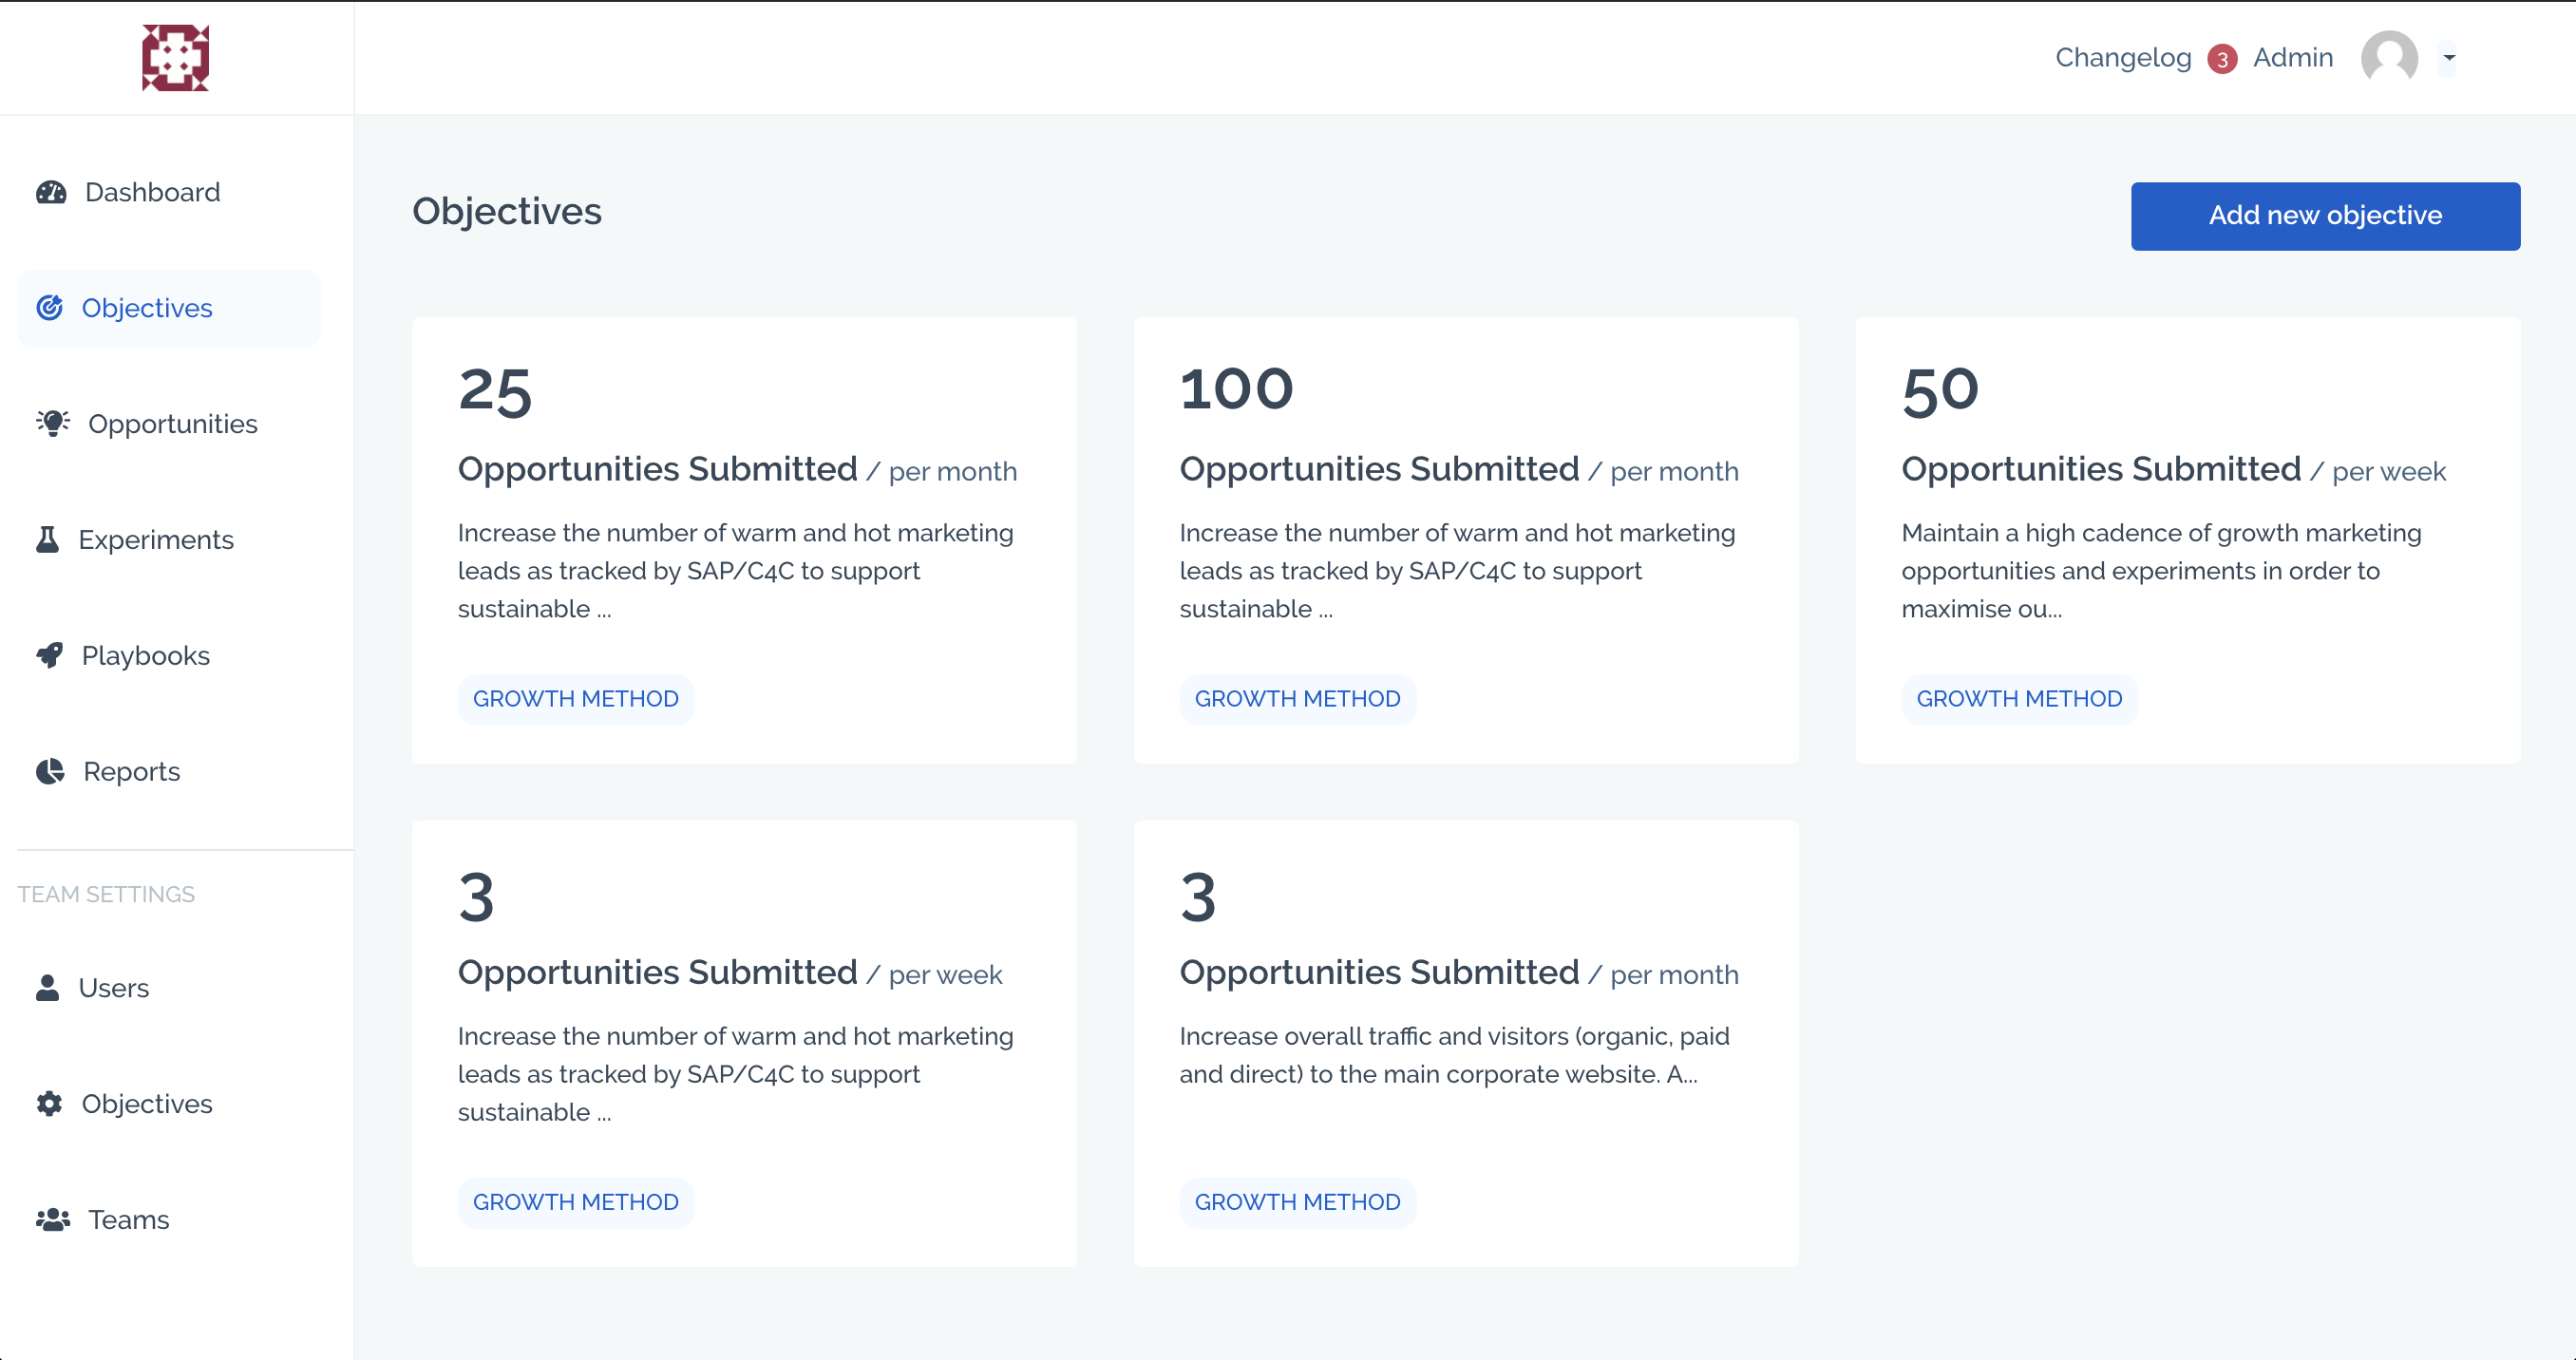 Changelog 3 Admin
Dashboard
Objectives
Opportunities
Experiments
Playbooks
Reports
TEAM SETTINGS
Users
Objectives
Teams
Objectives
Add new objective
25
Opportunities Submitted / per month
Increase the number of warm and hot marketing
leads as tracked by SAP/C4C to support
sustainable ...
GROWTH METHOD
100
Opportunities Submitted / per month
Increase the number of warm and hot marketing
leads as tracked by SAP/C4C to support
sustainable ...
GROWTH METHOD
50
Opportunities Submitted / per week
Maintain a high cadence of growth marketing
opportunities and experiments in order to
maximise ou...
GROWTH METHOD
3
Opportunities Submitted / per week
Increase the number of warm and hot marketing
leads as tracked by SAP/C4C to support
sustainable ...
GROWTH METHOD
3
Opportunities Submitted / per month
Increase overall traffic and visitors (organic, paid
and direct) to the main corporate website. A...
GROWTH METHOD